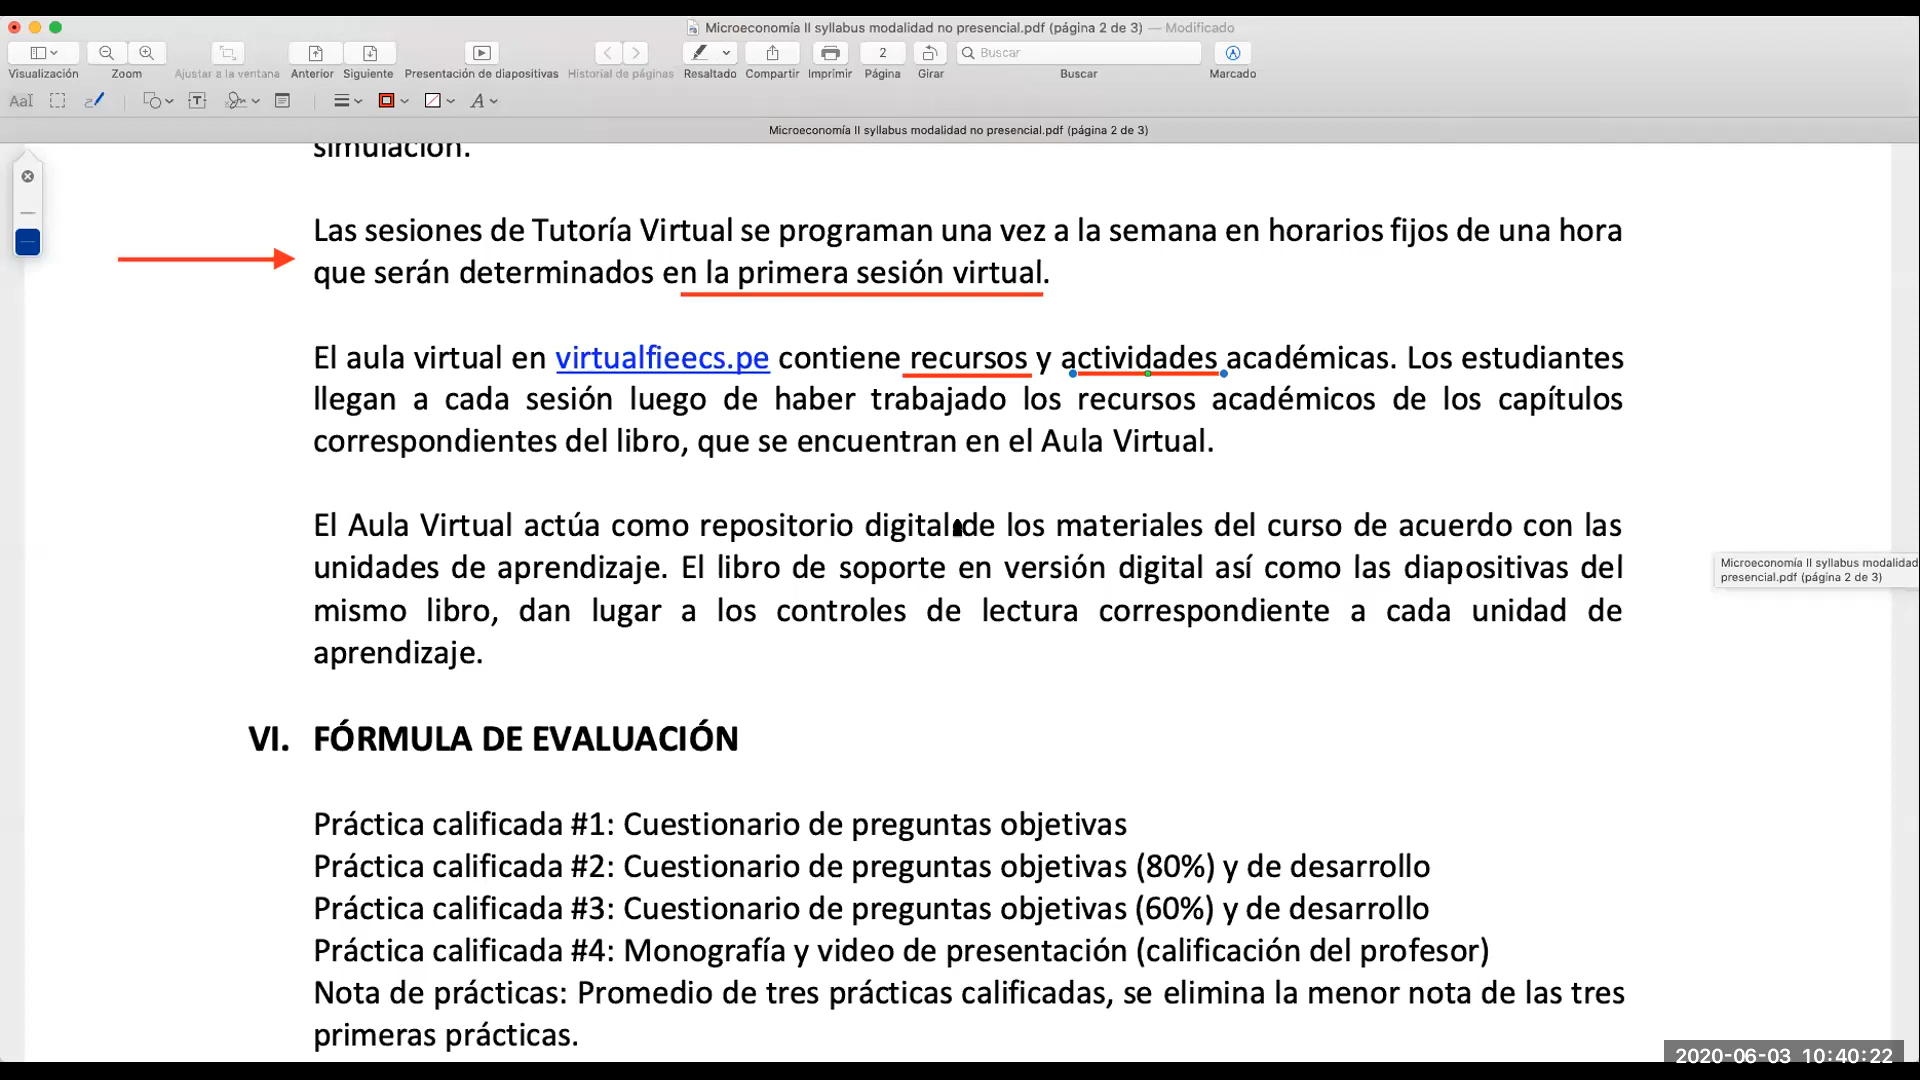 Microeconomía II syllabus modalidad no presencial.pdf (página 2 de 3) — Modificado
2
Buscar
Visualización
Zoom
Ajustar a la ventana
Anterior
Siguiente
Presentación de diapositivas
Historial de páginas
Resaltado
Compartir
Imprimir
Página
Girar
Buscar
Marcado
Microeconomía II syllabus modalidad no presencial.pdf (página 2 de 3)
simulación.
Las sesiones de Tutoría Virtual se programan una vez a la semana en horarios fijos de una hora
que serán determinados en la primera sesión virtual.
El aula virtual en virtualfieecs.pe contiene recursos y actividades académicas. Los estudiantes
llegan a cada sesión luego de haber trabajado los recursos académicos de los capítulos
correspondientes del libro, que se encuentran en el Aula Virtual.
El Aula Virtual actúa como repositorio digital de los materiales del curso de acuerdo con las
unidades de aprendizaje. El libro de soporte en versión digital así como las diapositivas del
mismo libro, dan lugar a los controles de lectura correspondiente a cada unidad de
aprendizaje.
Microeconomía II syllabus modalidad
presencial.pdf (página 2 de 3)
VI. FÓRMULA DE EVALUACIÓN
Práctica calificada #1: Cuestionario de preguntas objetivas
Práctica calificada #2: Cuestionario de preguntas objetivas (80%) y de desarrollo
Práctica calificada #3: Cuestionario de preguntas objetivas (60%) y de desarrollo
Práctica calificada #4: Monografía y video de presentación (calificación del profesor)
Nota de prácticas: Promedio de tres prácticas calificadas, se elimina la menor nota de las tres
primeras prácticas.
2020-06-03 10:40:22